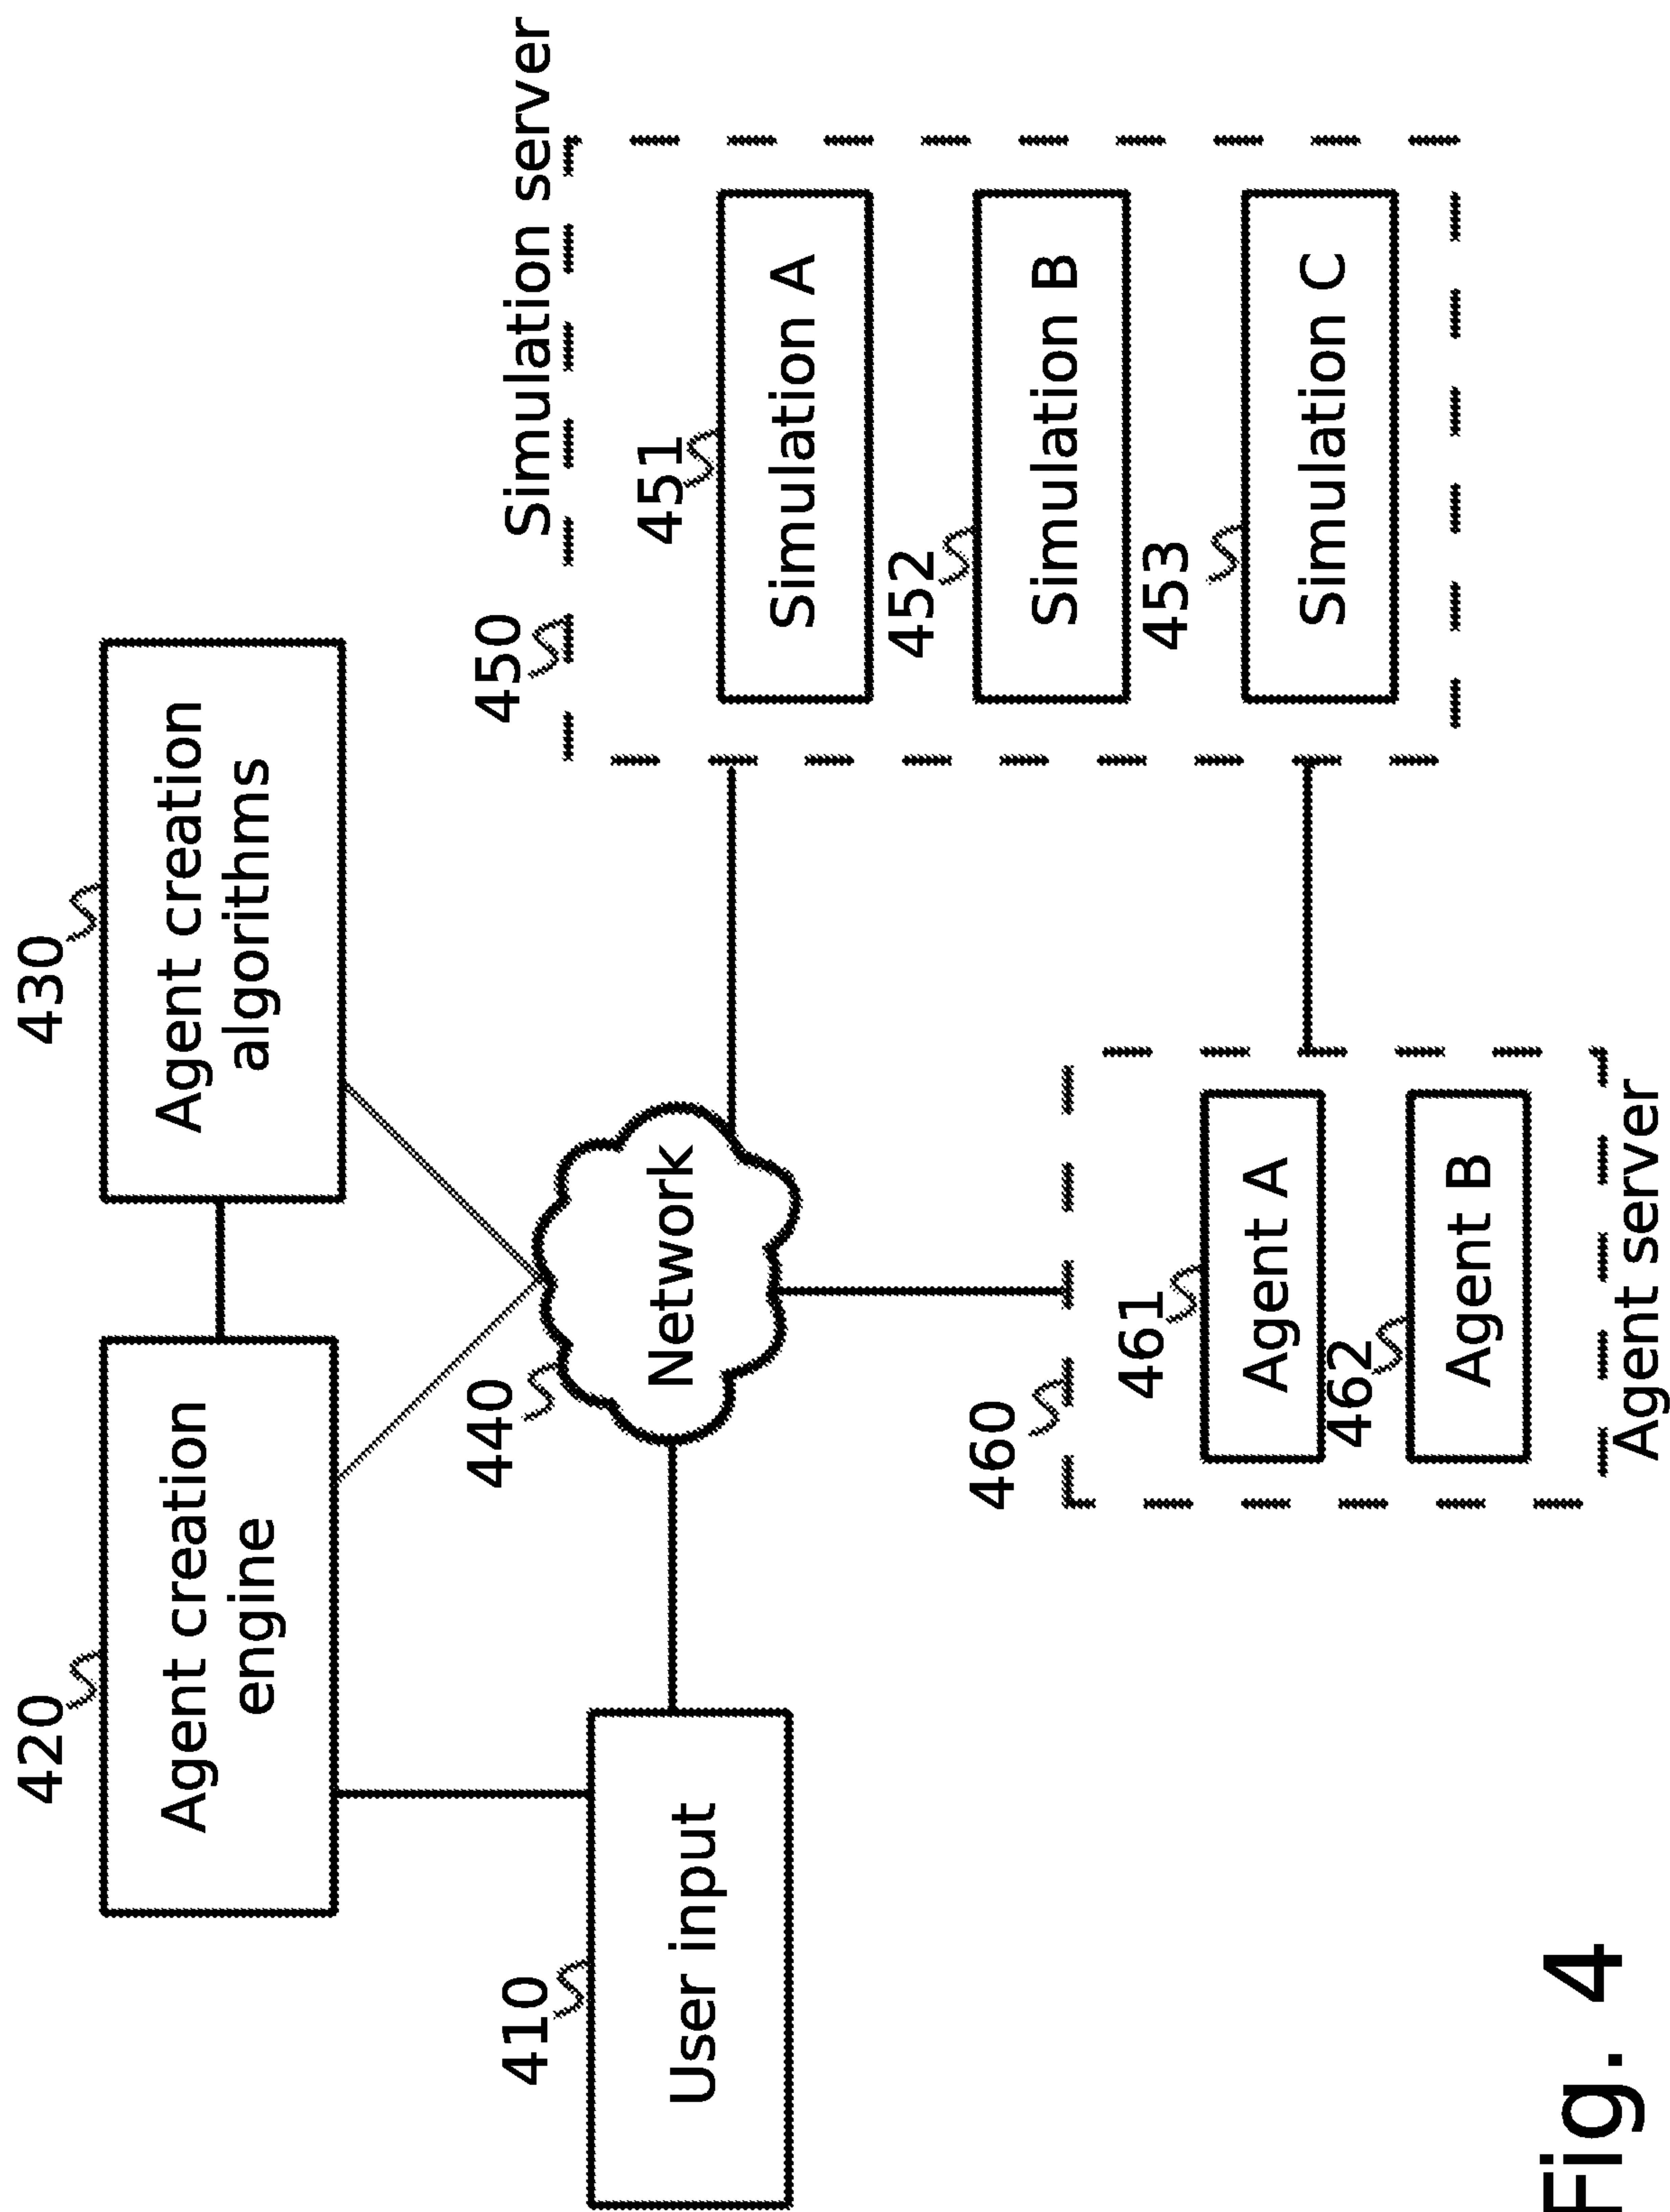 420
Agent creation
engine
430
Agent creation
algorithms
410
User input
440
Network
450
Simulation server
451
Simulation A
452
Simulation B
453
Simulation C
460
461
Agent A
462
Agent B
Agent server
Fig. 4